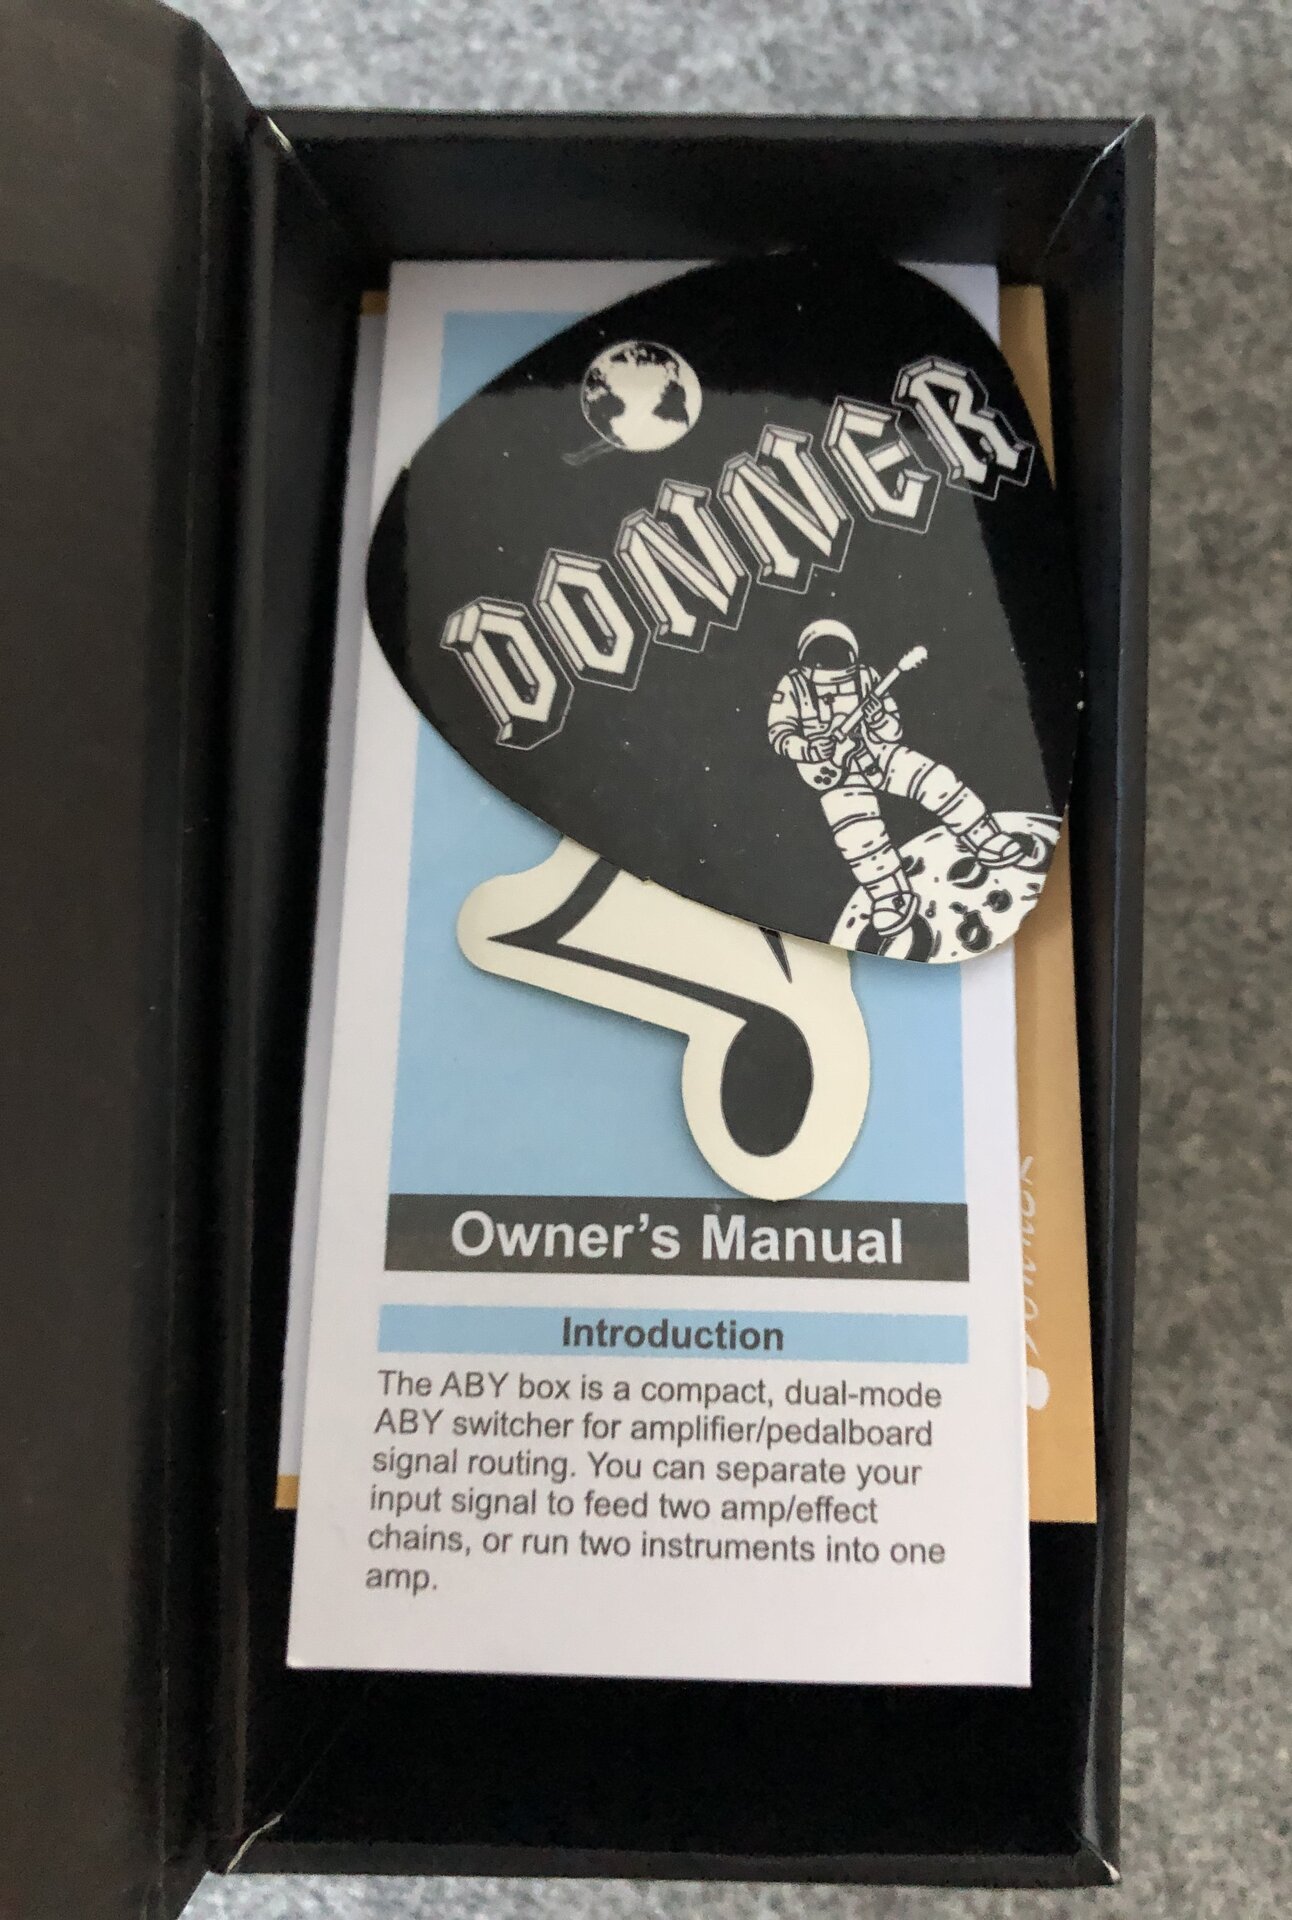 DONNER
Owner's Manual
Introduction
The ABY box is a compact, dual-mode
ABY switcher for amplifier/pedalboard
signal routing. You can separate your
input signal to feed two amp/effect
chains, or run two instruments into one
amp.